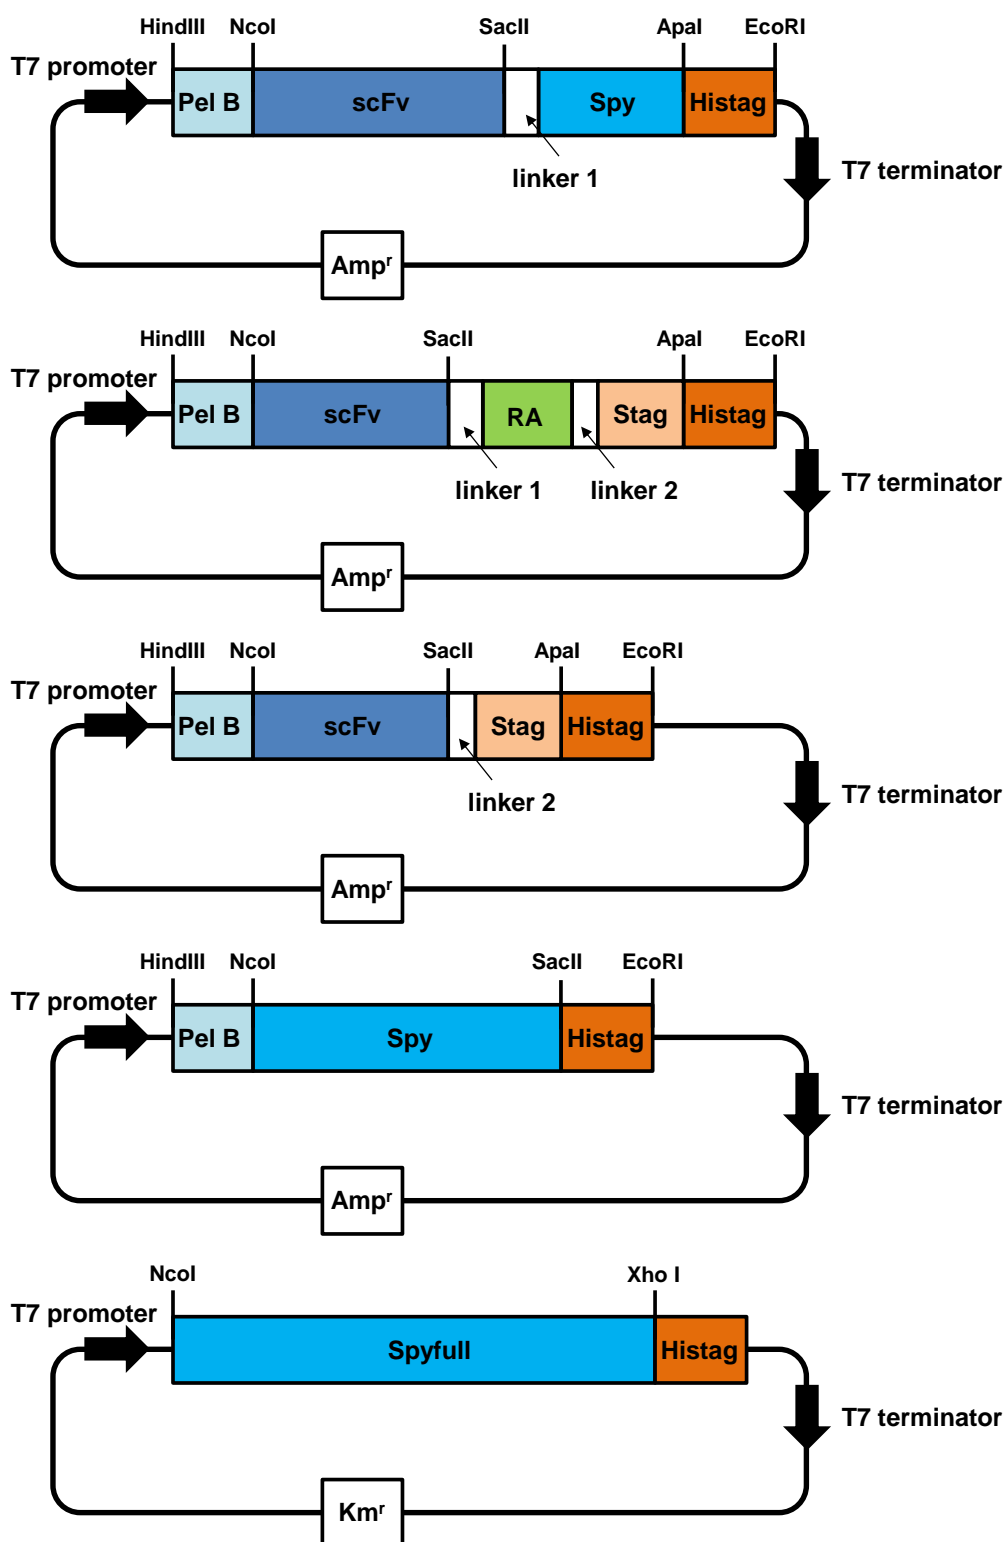 HindIII NcoI SacII ApaI EcoRI
T7 promoter
Pel B scFv Spy Histag
linker 1
T7 terminator
Ampʳ
HindIII NcoI SacII ApaI EcoRI
T7 promoter
Pel B scFv RA Stag Histag
linker 1 linker 2
T7 terminator
Ampʳ
HindIII NcoI SacII ApaI EcoRI
T7 promoter
Pel B scFv Stag Histag
linker 2
T7 terminator
Ampʳ
HindIII NcoI SacII EcoRI
T7 promoter
Pel B Spy Histag
T7 terminator
Ampʳ
NcoI Xho I
T7 promoter
Spyfull Histag
T7 terminator
Kmʳ